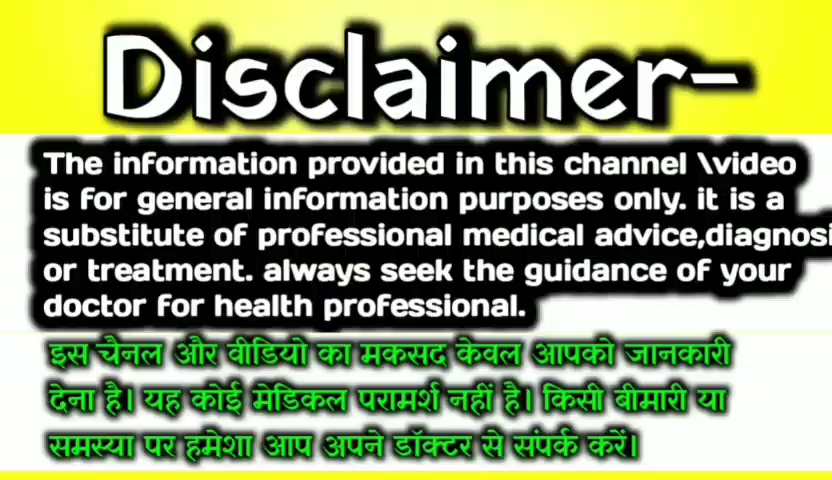 Disclaimer-
The information provided in this channel \video
is for general information purposes only. it is a
substitute of professional medical advice,diagnosi
or treatment. always seek the guidance of your
doctor for health professional.
इस चैनल और वीडियो का मकसद केवल आपको जानकारी
देना है। यह कोई मेडिकल परामर्श नहीं है। किसी बीमारी या
समस्या पर हमेशा आप अपने डॉक्टर से संपर्क करें।